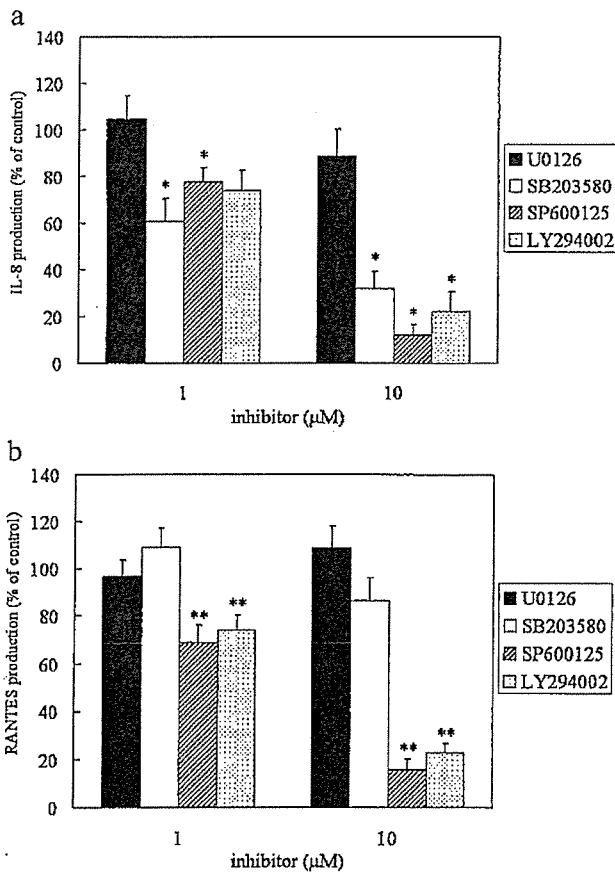 a
140
120
100
80
60
40
20
0
IL-8 production (% of control)
*
*
*
*
*
1
10
inhibitor (μM)
U0126
SB203580
SP600125
LY294002
b
140
120
100
80
60
40
20
0
RANTES production (% of control)
**
**
**
**
1
10
inhibitor (μM)
U0126
SB203580
SP600125
LY294002